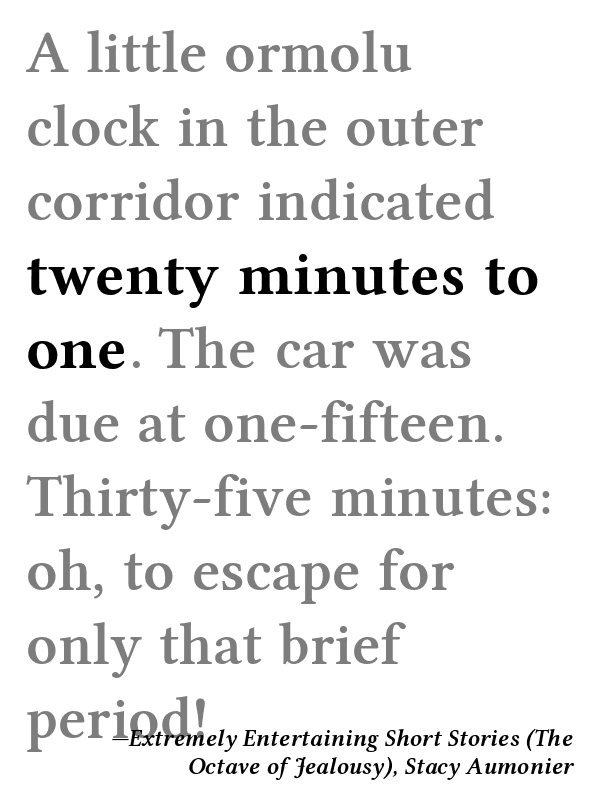 A little ormolu
clock in the outer
corridor indicated
twenty minutes to
one. The car was
due at one-fifteen.
Thirty-five minutes:
oh, to escape for
only that brief
period!
—Extremely Entertaining Short Stories (The
Octave of Jealousy), Stacy Aumonier